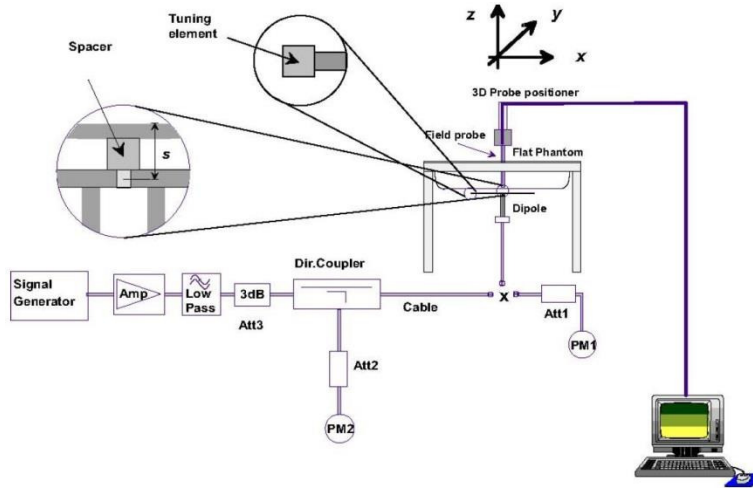 Tuning
element
Spacer
s
z
y
x
3D Probe positioner
Field probe
Flat Phantom
Dipole
Dir.Coupler
Signal
Generator
Amp
Low
Pass
3dB
Att3
Cable
x
Att1
PM1
Att2
PM2